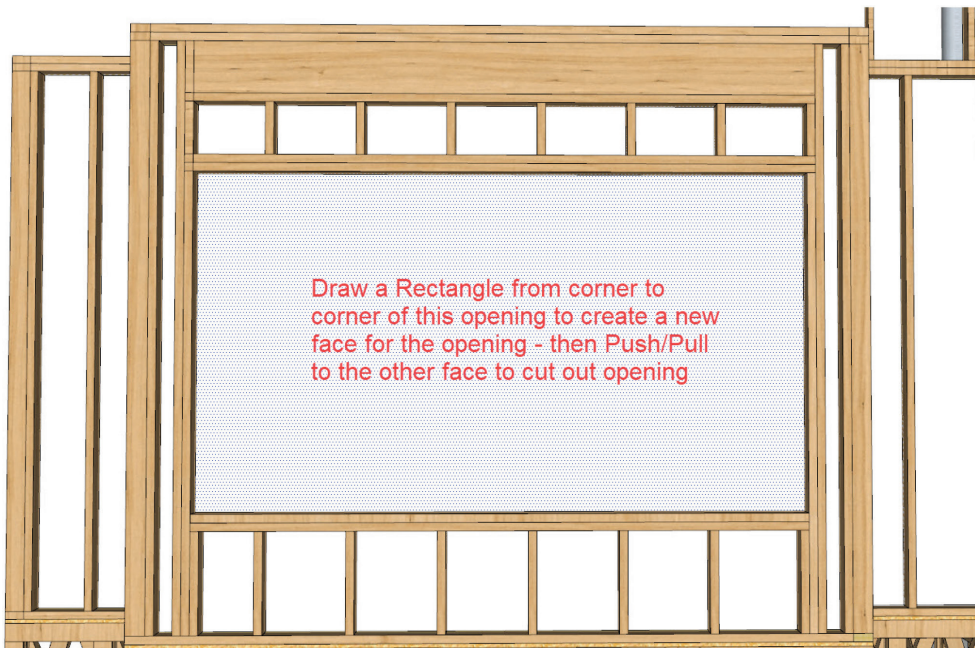 Draw a Rectangle from corner to
corner of this opening to create a new
face for the opening - then Push/Pull
to the other face to cut out opening